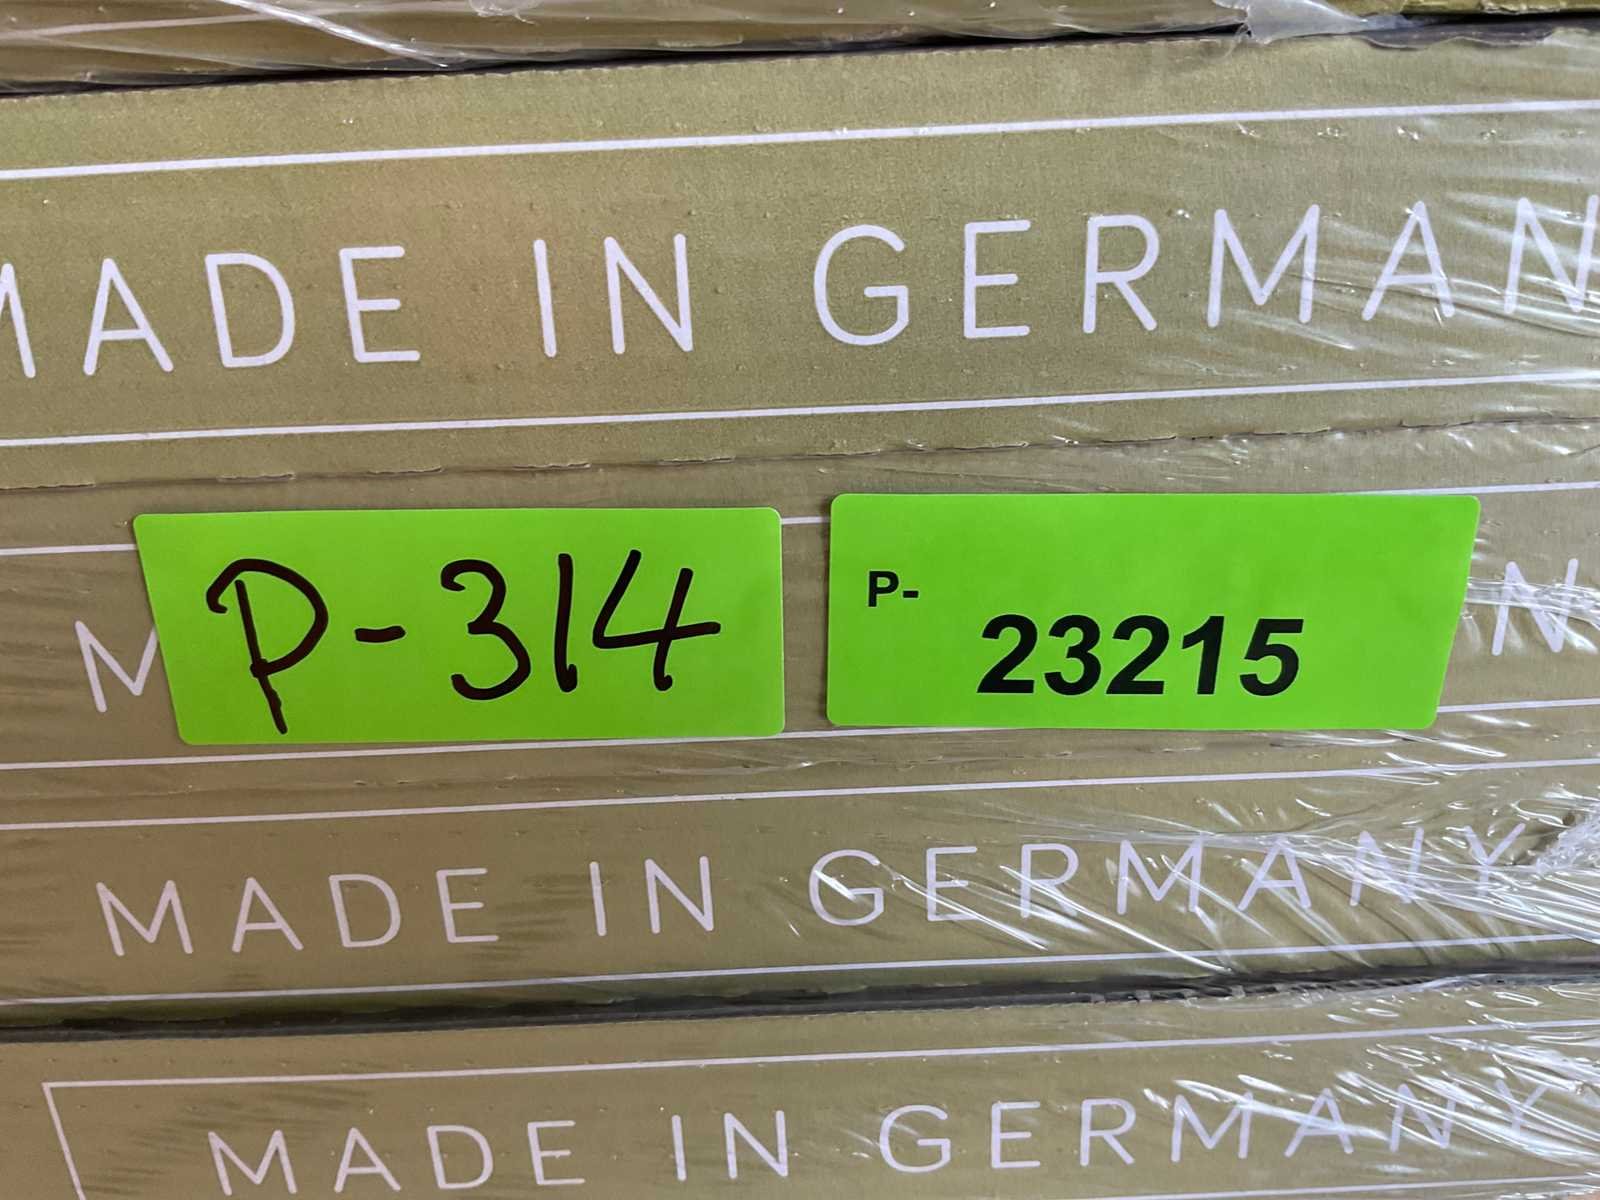 MADE IN GERMAN
P-314
P-
23215
M
N
MADE IN GERMANY
MADE IN GERMANY